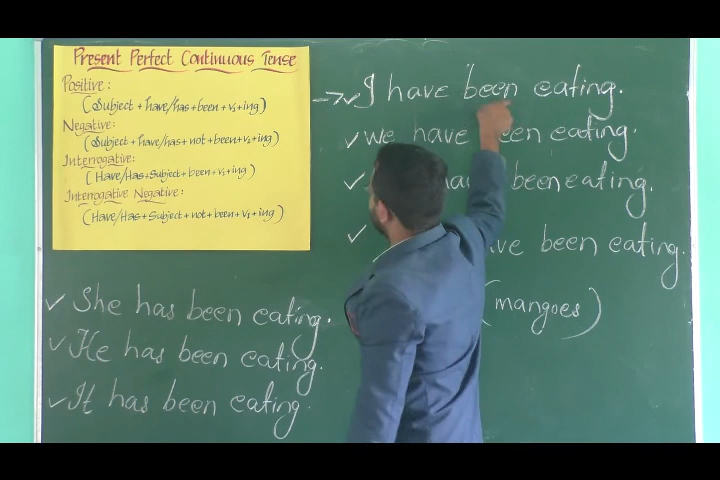 Present Perfect Continuous Tense
Positive:
(Subject + have/has + been + v₁ + ing)
Negative:
(Subject + have/has + not + been + v₁ + ing)
Interrogative:
(Have/Has + Subject + been + v₁ + ing)
Interrogative Negative:
(Have/Has + Subject + not + been + v₁ + ing)
→ ✓ I have been eating.
✓ we have been eating.
✓ been eating.
✓ been eating.
(mangoes)
✓ She has been eating.
✓ He has been eating.
✓ It has been eating.